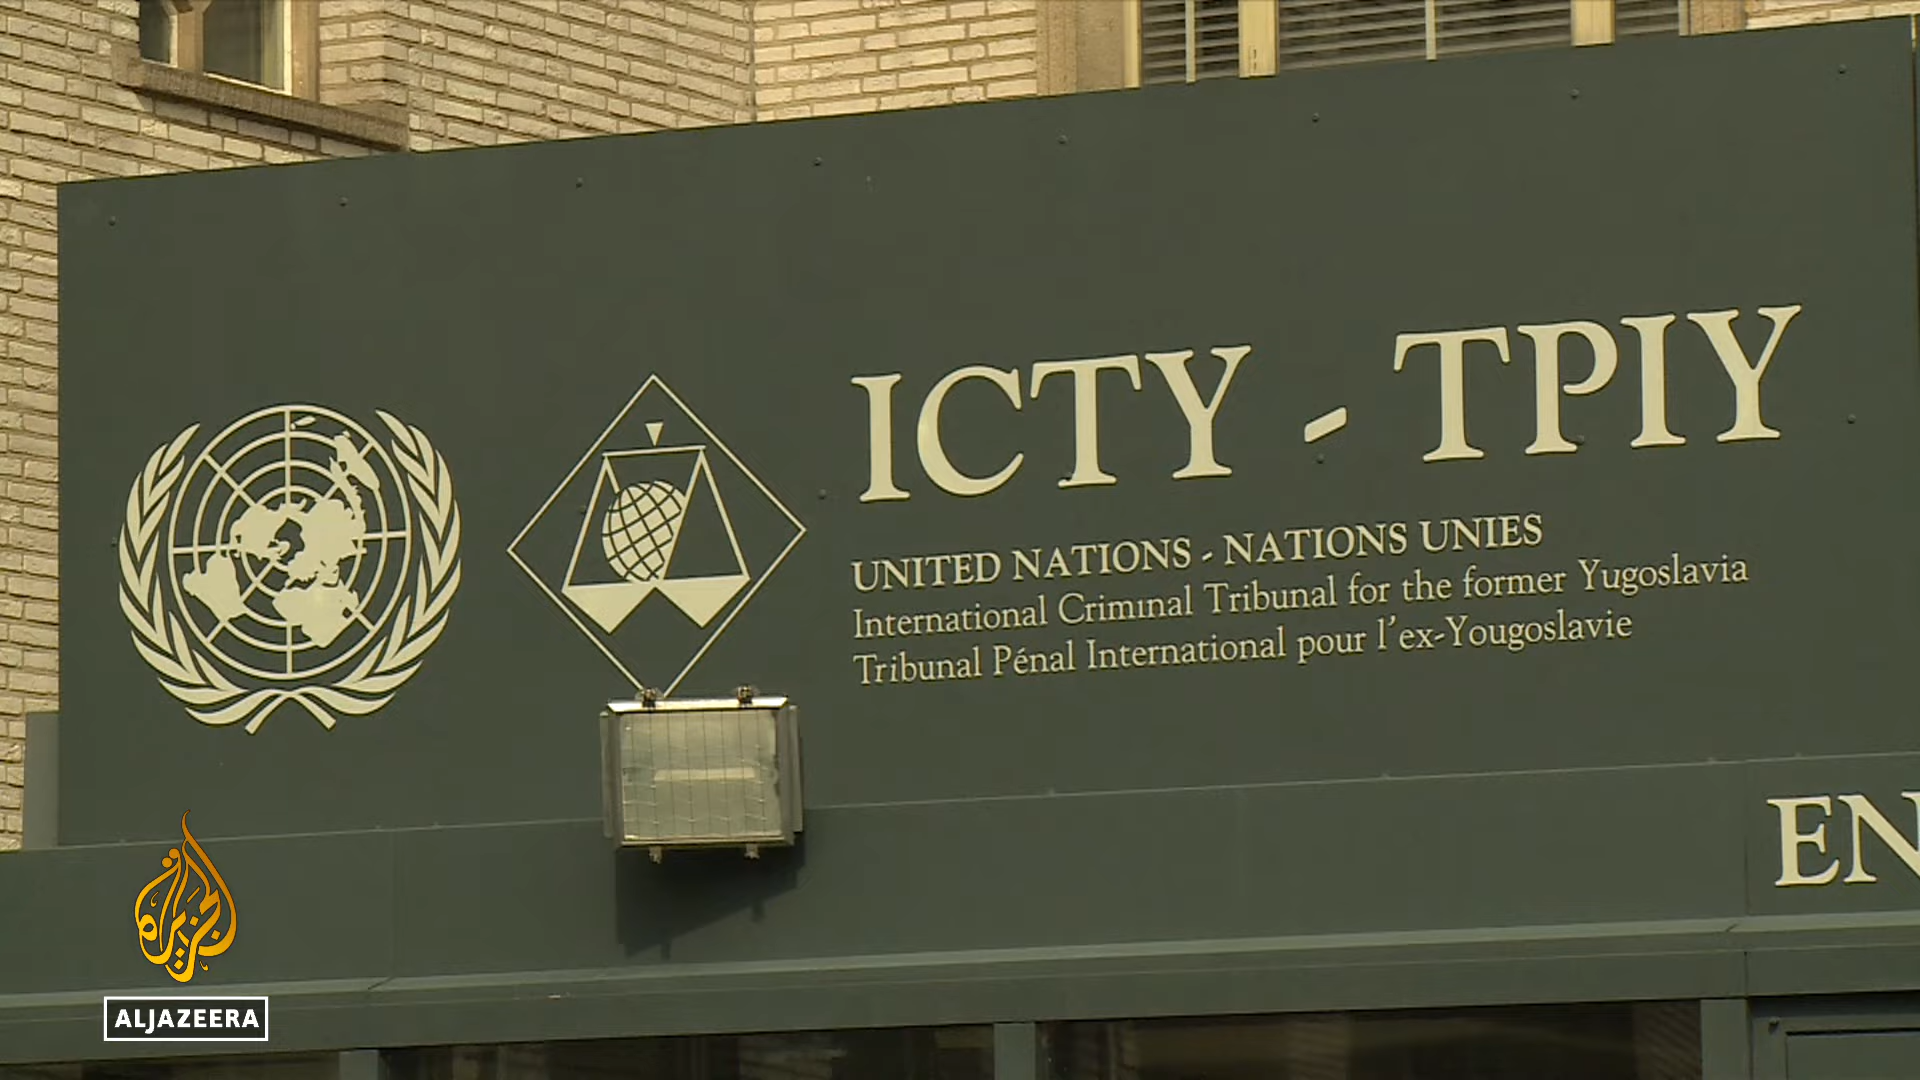 ICTY - TPIY
UNITED NATIONS - NATIONS UNIES
International Criminal Tribunal for the former Yugoslavia
Tribunal Pénal International pour l'ex-Yougoslavie
EN
الجزيرة
ALJAZEERA